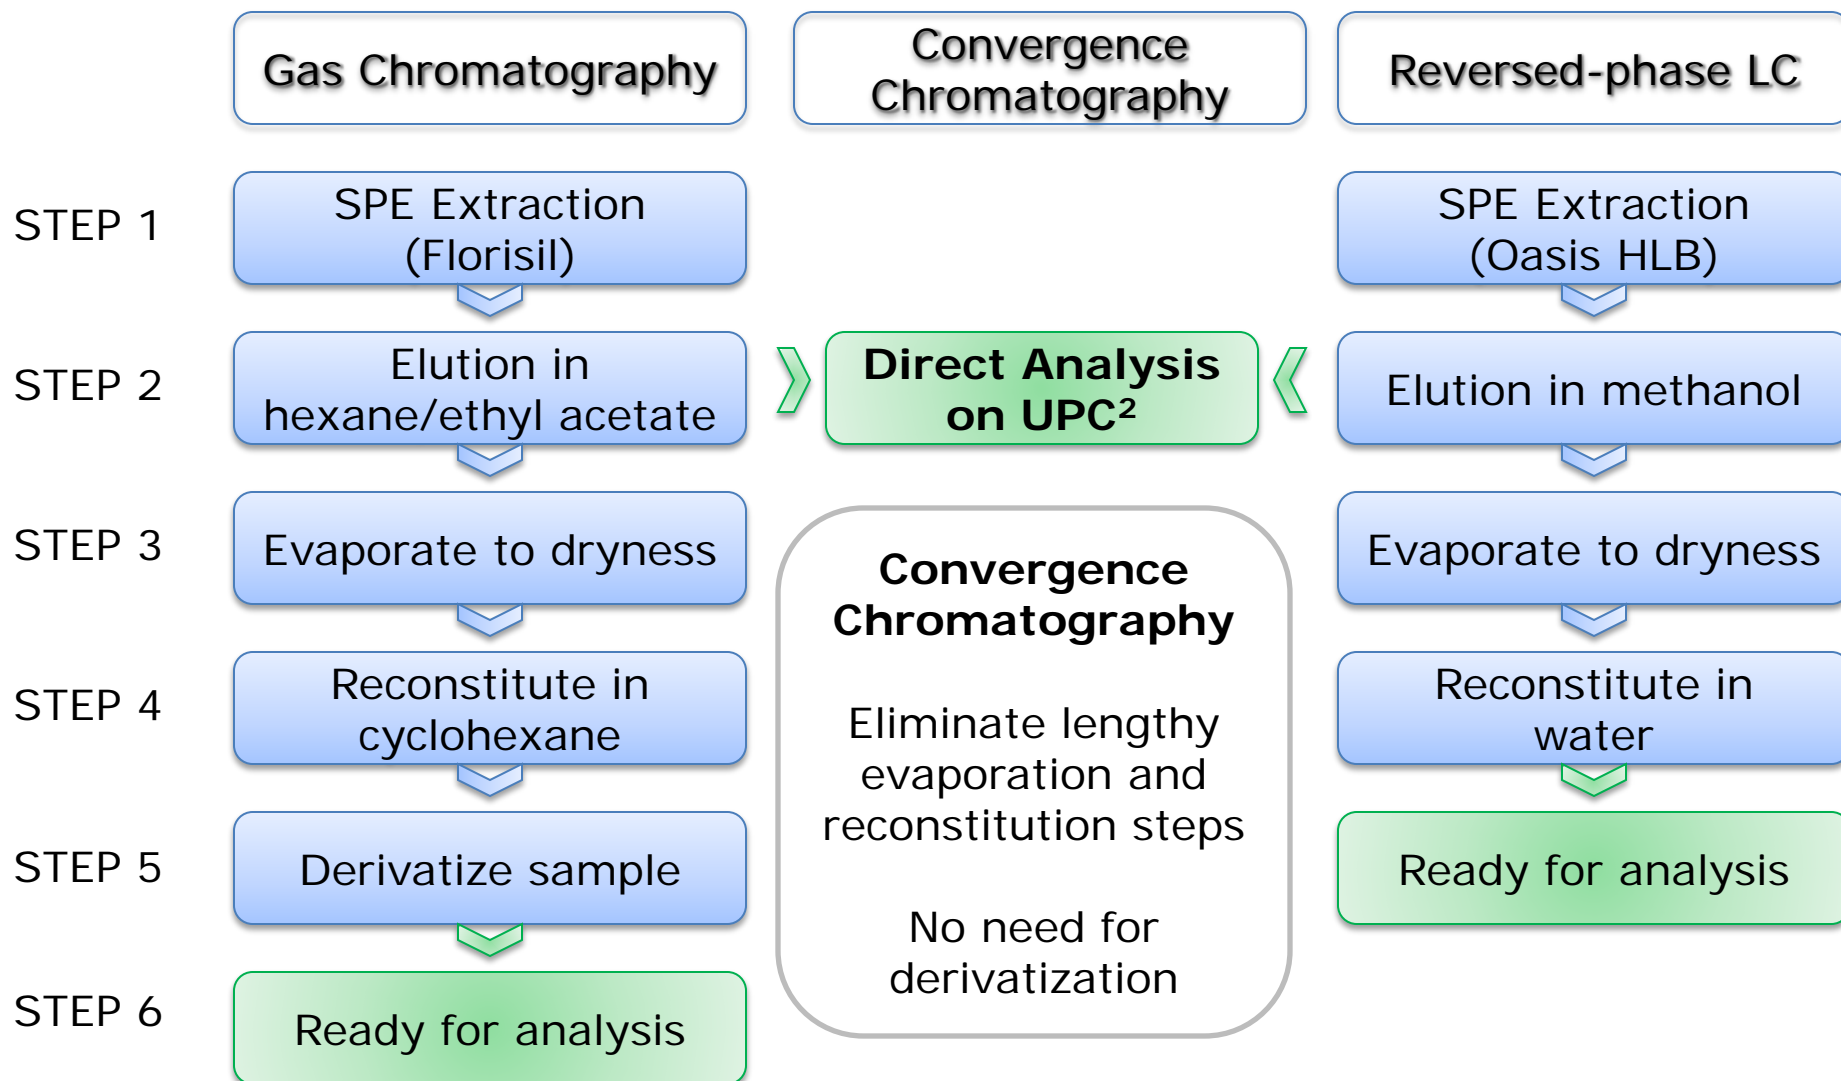 Gas Chromatography
Convergence
Chromatography
Reversed-phase LC
STEP 1
SPE Extraction
(Florisil)
SPE Extraction
(Oasis HLB)
STEP 2
Elution in
hexane/ethyl acetate
Direct Analysis
on UPC²
Elution in methanol
STEP 3
Evaporate to dryness
Evaporate to dryness
STEP 4
Reconstitute in
cyclohexane
Reconstitute in
water
STEP 5
Derivatize sample
Ready for analysis
STEP 6
Ready for analysis
Convergence
Chromatography
Eliminate lengthy
evaporation and
reconstitution steps
No need for
derivatization